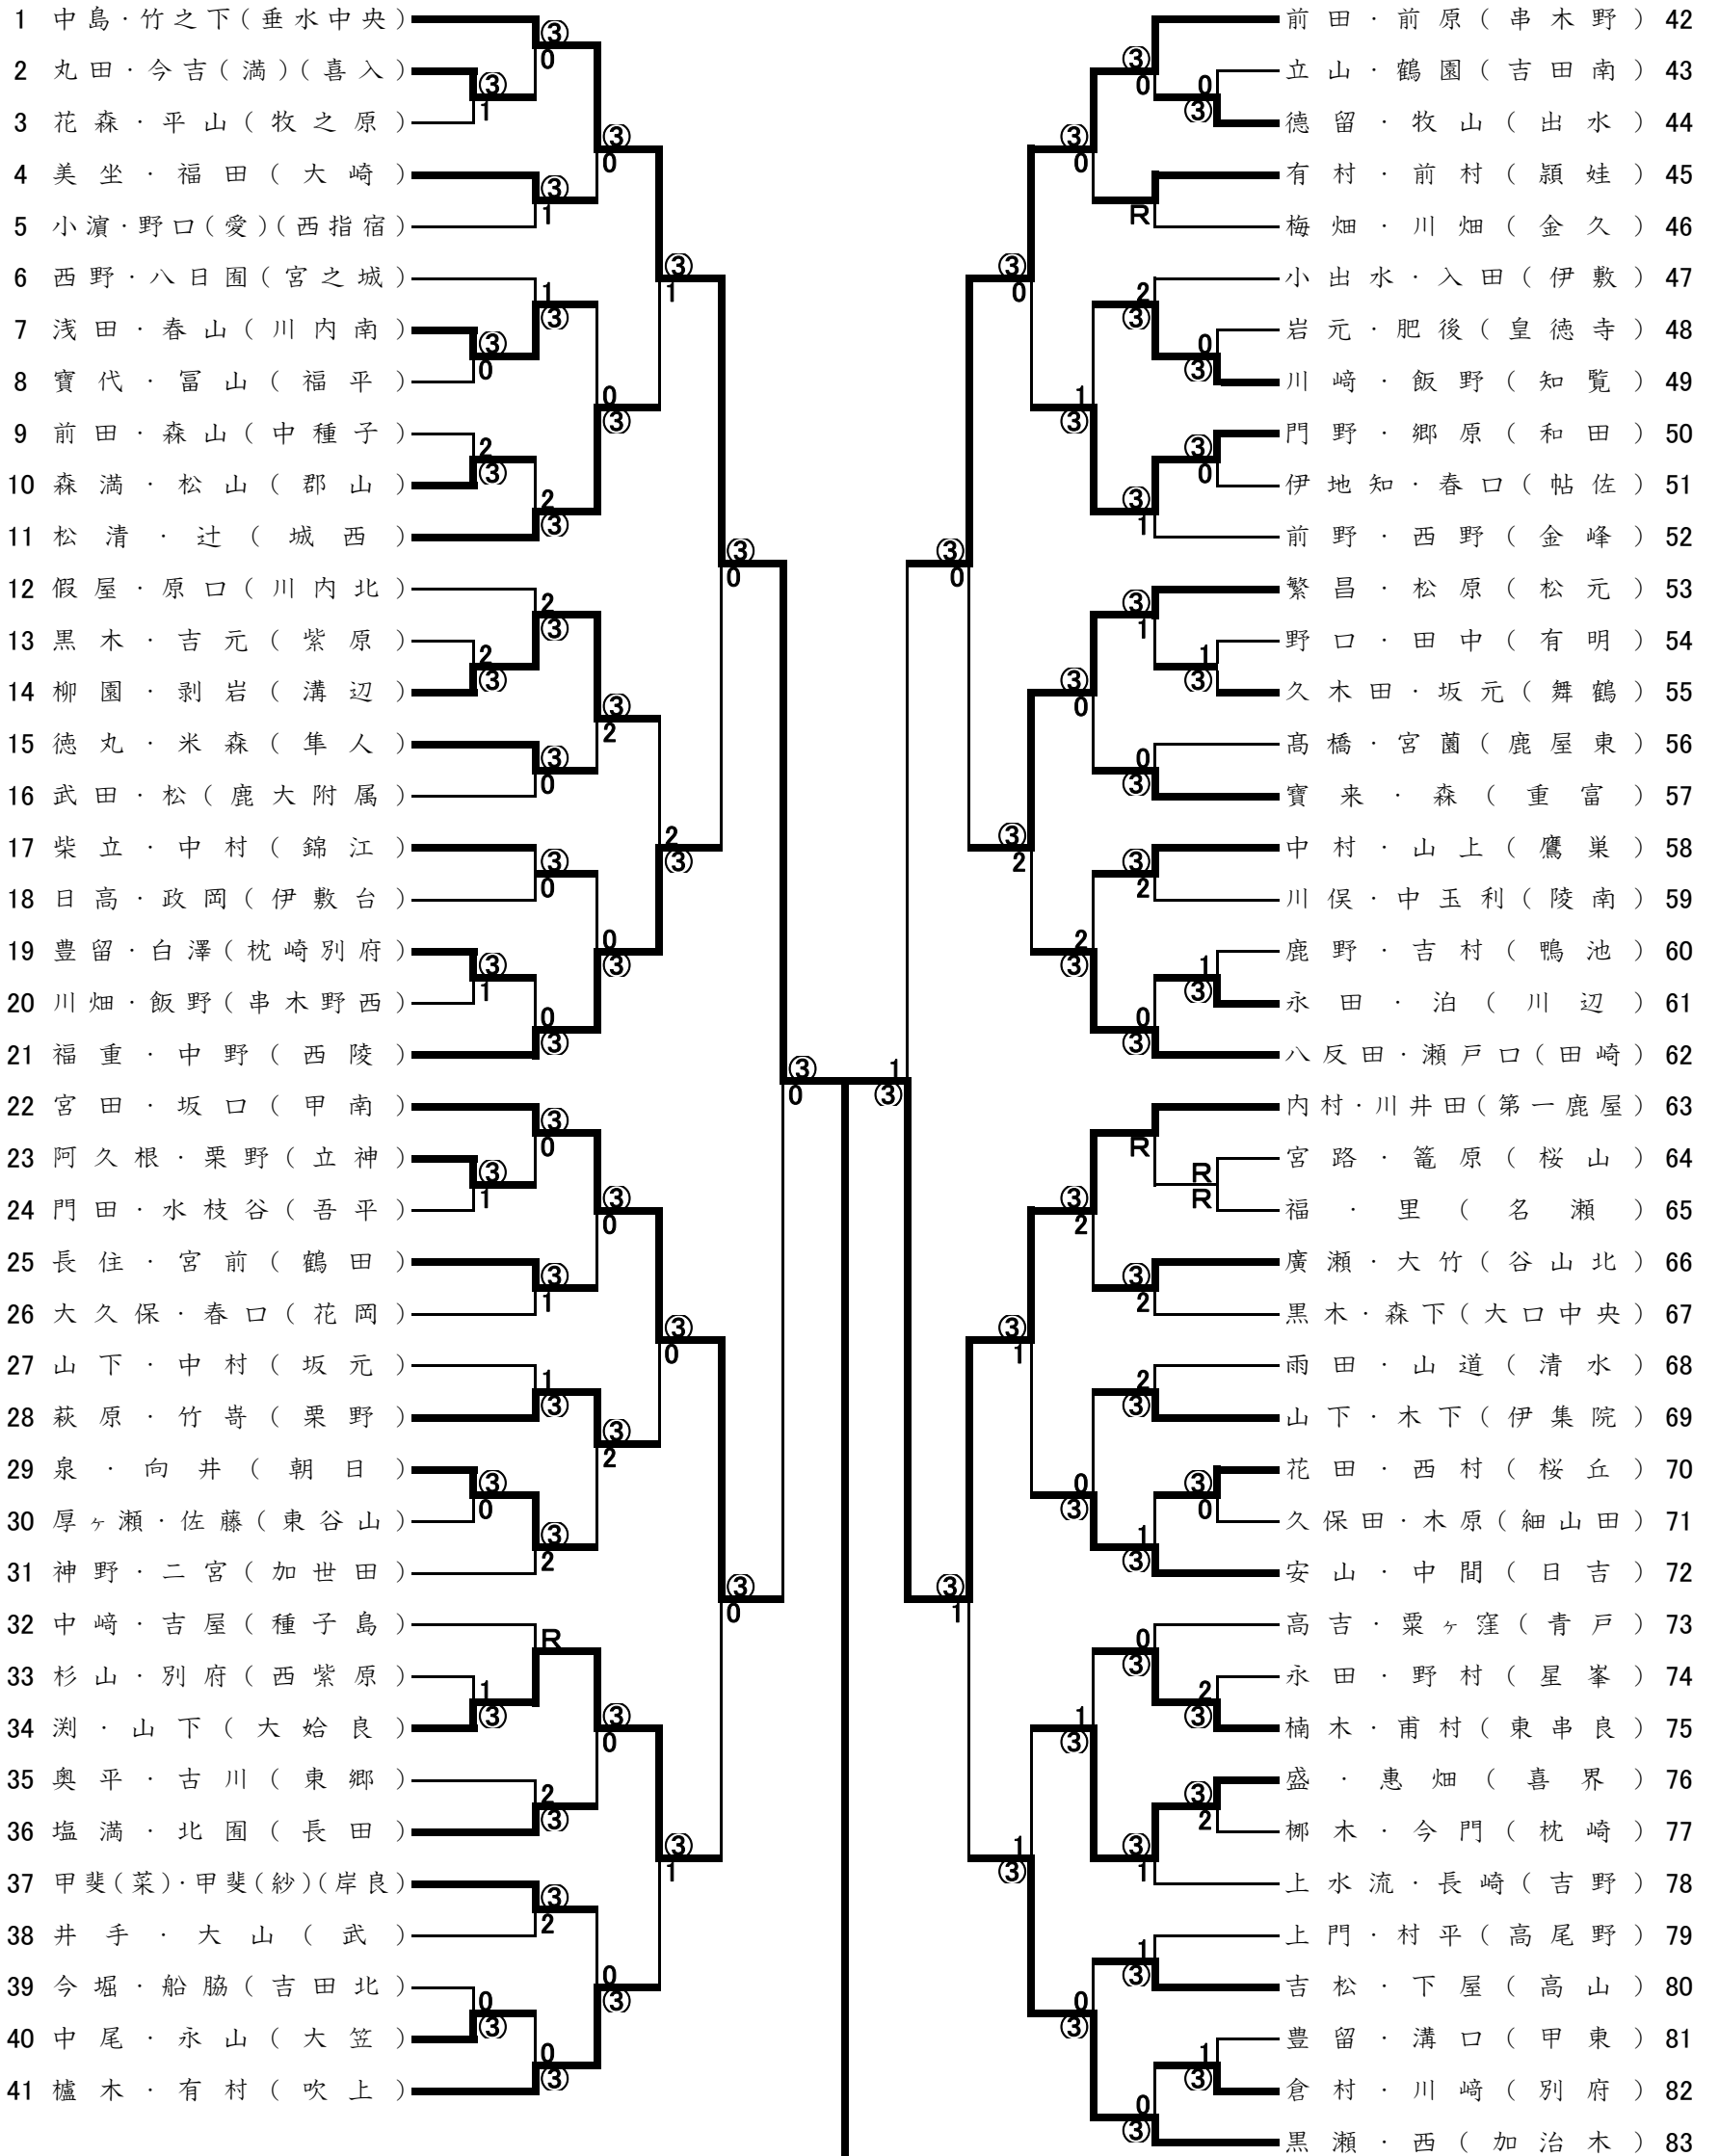 1 中島・竹之下(垂水中央)
2 丸田・今吉(満)(喜入)
3 花森・平山(牧之原)
4 美坐・福田(大崎)
5 小濵・野口(愛)(西指宿)
6 西野・八日囿(宮之城)
7 浅田・春山(川内南)
8 寶代・冨山(福平)
9 前田・森山(中種子)
10 森満・松山(郡山)
11 松清・辻(城西)
12 假屋・原口(川内北)
13 黒木・吉元(紫原)
14 柳園・剥岩(溝辺)
15 徳丸・米森(隼人)
16 武田・松(鹿大附属)
17 柴立・中村(錦江)
18 日高・政岡(伊敷台)
19 豊留・白澤(枕崎別府)
20 川畑・飯野(串木野西)
21 福重・中野(西陵)
22 宮田・坂口(甲南)
23 阿久根・栗野(立神)
24 門田・水枝谷(吾平)
25 長住・宮前(鶴田)
26 大久保・春口(花岡)
27 山下・中村(坂元)
28 萩原・竹嵜(栗野)
29 泉・向井(朝日)
30 厚ヶ瀬・佐藤(東谷山)
31 神野・二宮(加世田)
32 中﨑・吉屋(種子島)
33 杉山・別府(西紫原)
34 渕・山下(大姶良)
35 奥平・古川(東郷)
36 塩満・北囿(長田)
37 甲斐(菜)・甲斐(紗)(岸良)
38 井手・大山(武)
39 今堀・船脇(吉田北)
40 中尾・永山(大笠)
41 櫨木・有村(吹上)
前田・前原(串木野) 42
立山・鶴園(吉田南) 43
德留・牧山(出水) 44
有村・前村(頴娃) 45
梅畑・川畑(金久) 46
小出水・入田(伊敷) 47
岩元・肥後(皇徳寺) 48
川﨑・飯野(知覧) 49
門野・郷原(和田) 50
伊地知・春口(帖佐) 51
前野・西野(金峰) 52
繁昌・松原(松元) 53
野口・田中(有明) 54
久木田・坂元(舞鶴) 55
髙橋・宮薗(鹿屋東) 56
寶来・森(重富) 57
中村・山上(鷹巣) 58
川俣・中玉利(陵南) 59
鹿野・吉村(鴨池) 60
永田・泊(川辺) 61
八反田・瀬戸口(田崎) 62
内村・川井田(第一鹿屋) 63
宮路・篭原(桜山) 64
福・里(名瀬) 65
廣瀬・大竹(谷山北) 66
黒木・森下(大口中央) 67
雨田・山道(清水) 68
山下・木下(伊集院) 69
花田・西村(桜丘) 70
久保田・木原(細山田) 71
安山・中間(日吉) 72
高吉・粟ヶ窪(青戸) 73
永田・野村(星峯) 74
楠木・甫村(東串良) 75
盛・惠畑(喜界) 76
梛木・今門(枕崎) 77
上水流・長崎(吉野) 78
上門・村平(高尾野) 79
吉松・下屋(高山) 80
豊留・溝口(甲東) 81
倉村・川﨑(別府) 82
黒瀬・西(加治木) 83